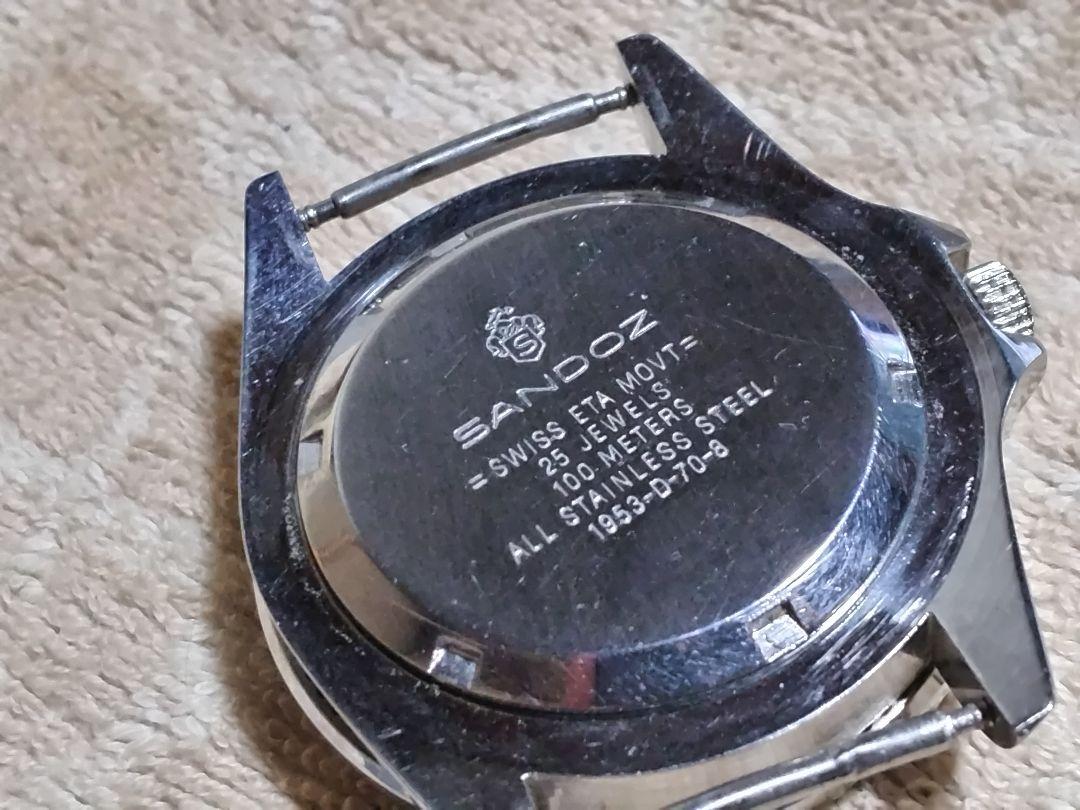 S
SANDOZ
=SWISS ETA MOVT=
25 JEWELS
100 METERS
ALL STAINLESS STEEL
1953-D-70-8